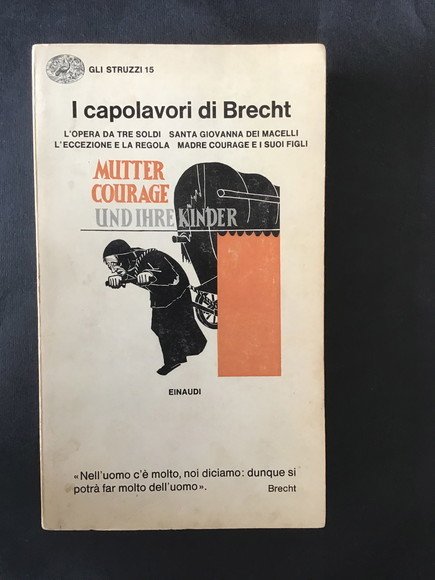 GLI STRUZZI 15
I capolavori di Brecht
L'OPERA DA TRE SOLDI SANTA GIOVANNA DEI MACELLI
L'ECCEZIONE E LA REGOLA MADRE COURAGE E I SUOI FIGLI
MUTTER
COURAGE
UND IHRE KINDER
EINAUDI
«Nell'uomo c'è molto, noi diciamo: dunque si
potrà far molto dell'uomo».
Brecht